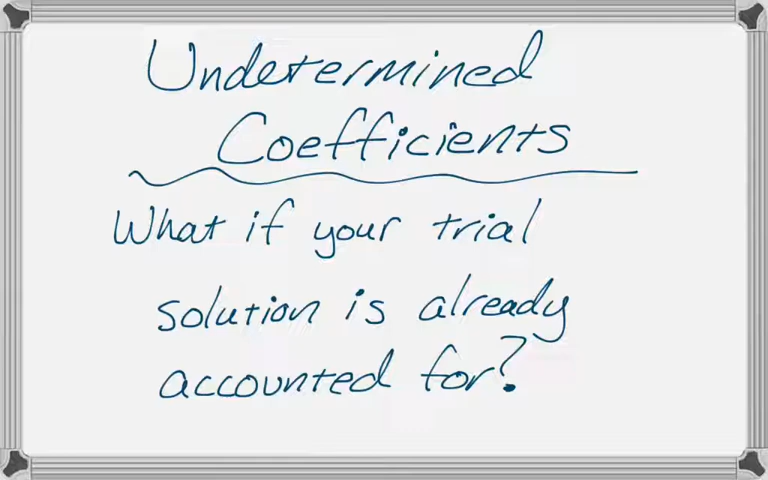 Undetermined
Coefficients
What if your trial
solution is already
accounted for?